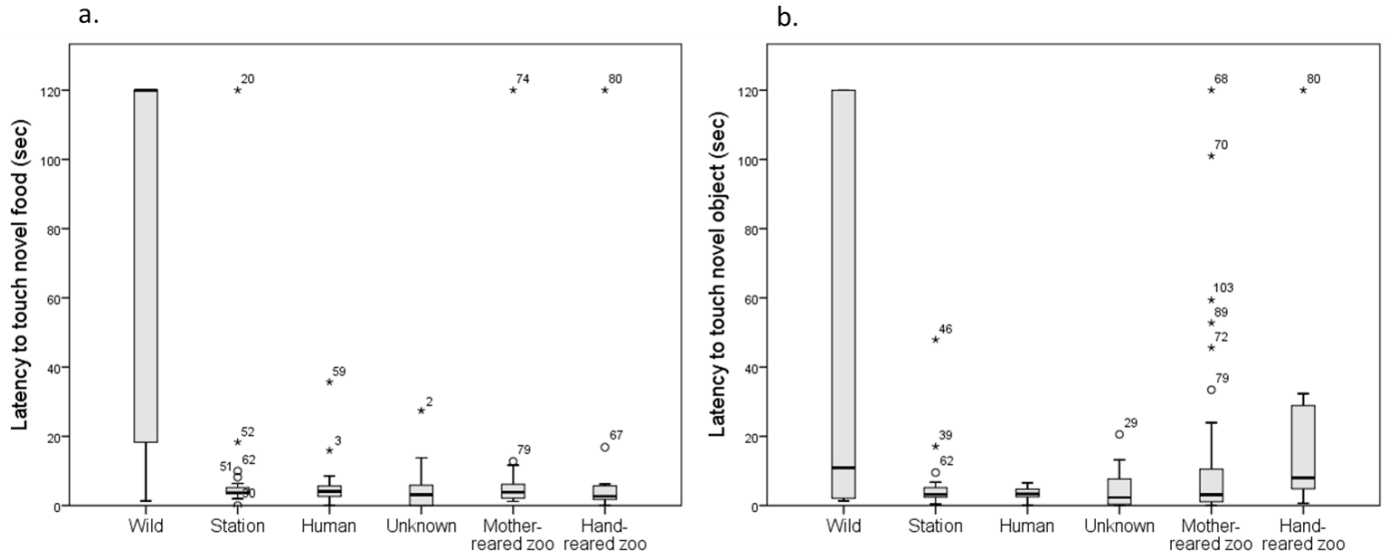 a.
Latency to touch novel food (sec)
120
100
80
60
40
20
0
20
52
51
62
59
3
2
74
79
80
67
Wild
Station
Human
Unknown
Mother-
reared zoo
Hand-
reared zoo
b.
Latency to touch novel object (sec)
120
100
80
60
40
20
0
46
39
62
29
68
70
103
89
72
79
80
Wild
Station
Human
Unknown
Mother-
reared zoo
Hand-
reared zoo